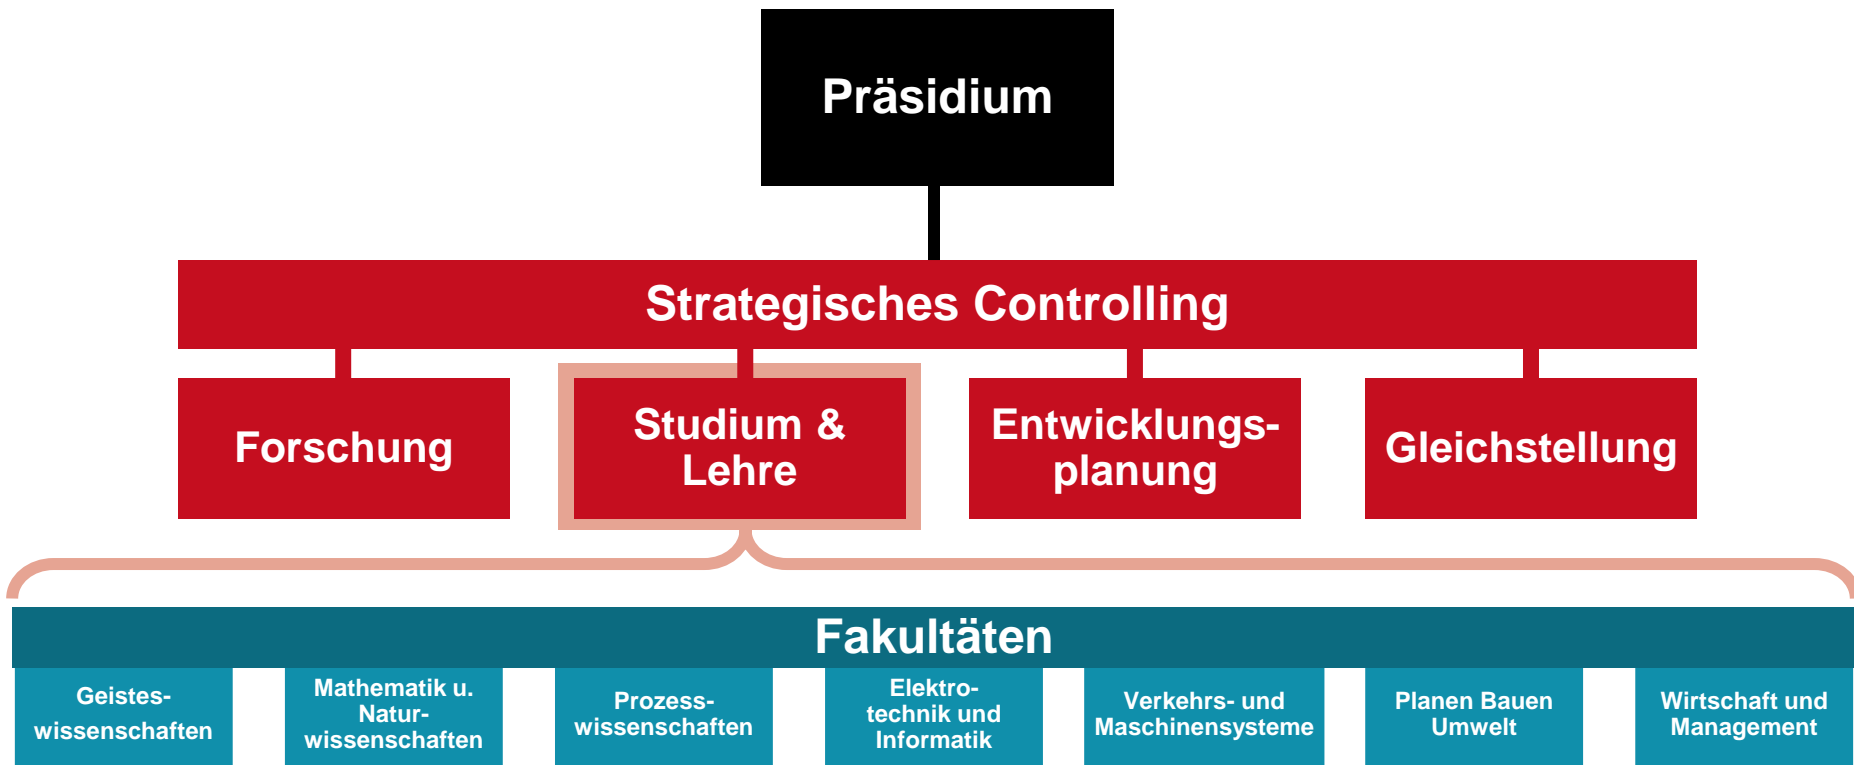 Präsidium
Strategisches Controlling
Forschung
Studium &
Lehre
Entwicklungs-
planung
Gleichstellung
Fakultäten
Geistes-
wissenschaften
Mathematik u.
Natur-
wissenschaften
Prozess-
wissenschaften
Elektro-
technik und
Informatik
Verkehrs- und
Maschinensysteme
Planen Bauen
Umwelt
Wirtschaft und
Management